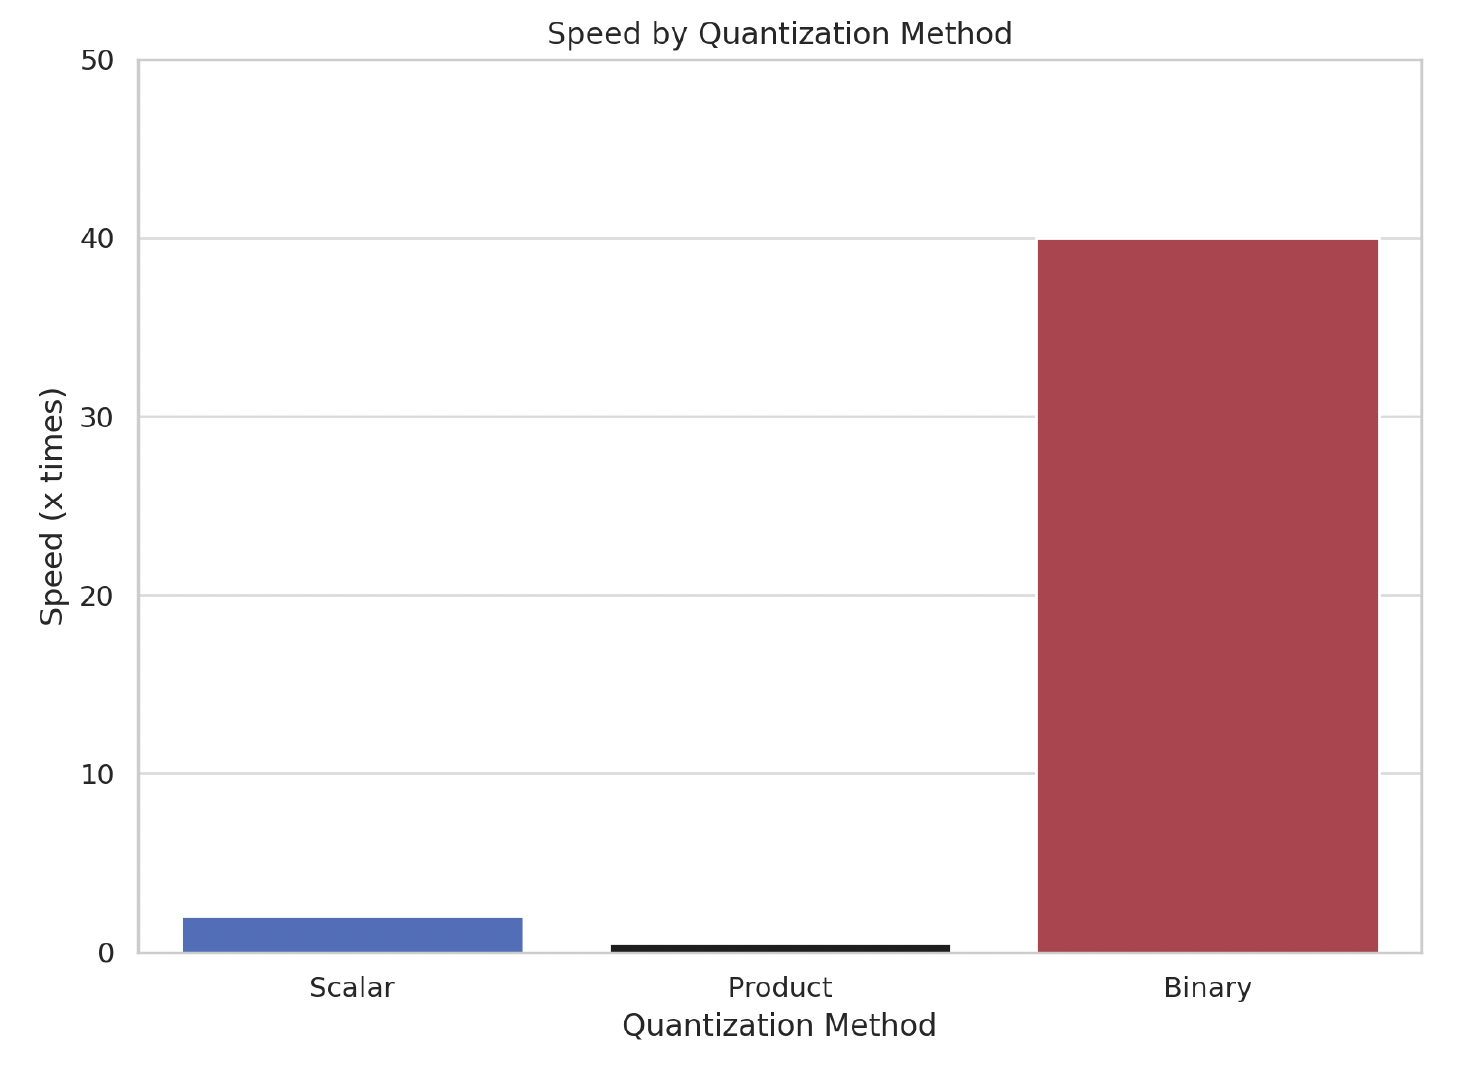 Speed by Quantization Method
50
40
30
20
10
0
Speed (x times)
Scalar Product Binary
Quantization Method